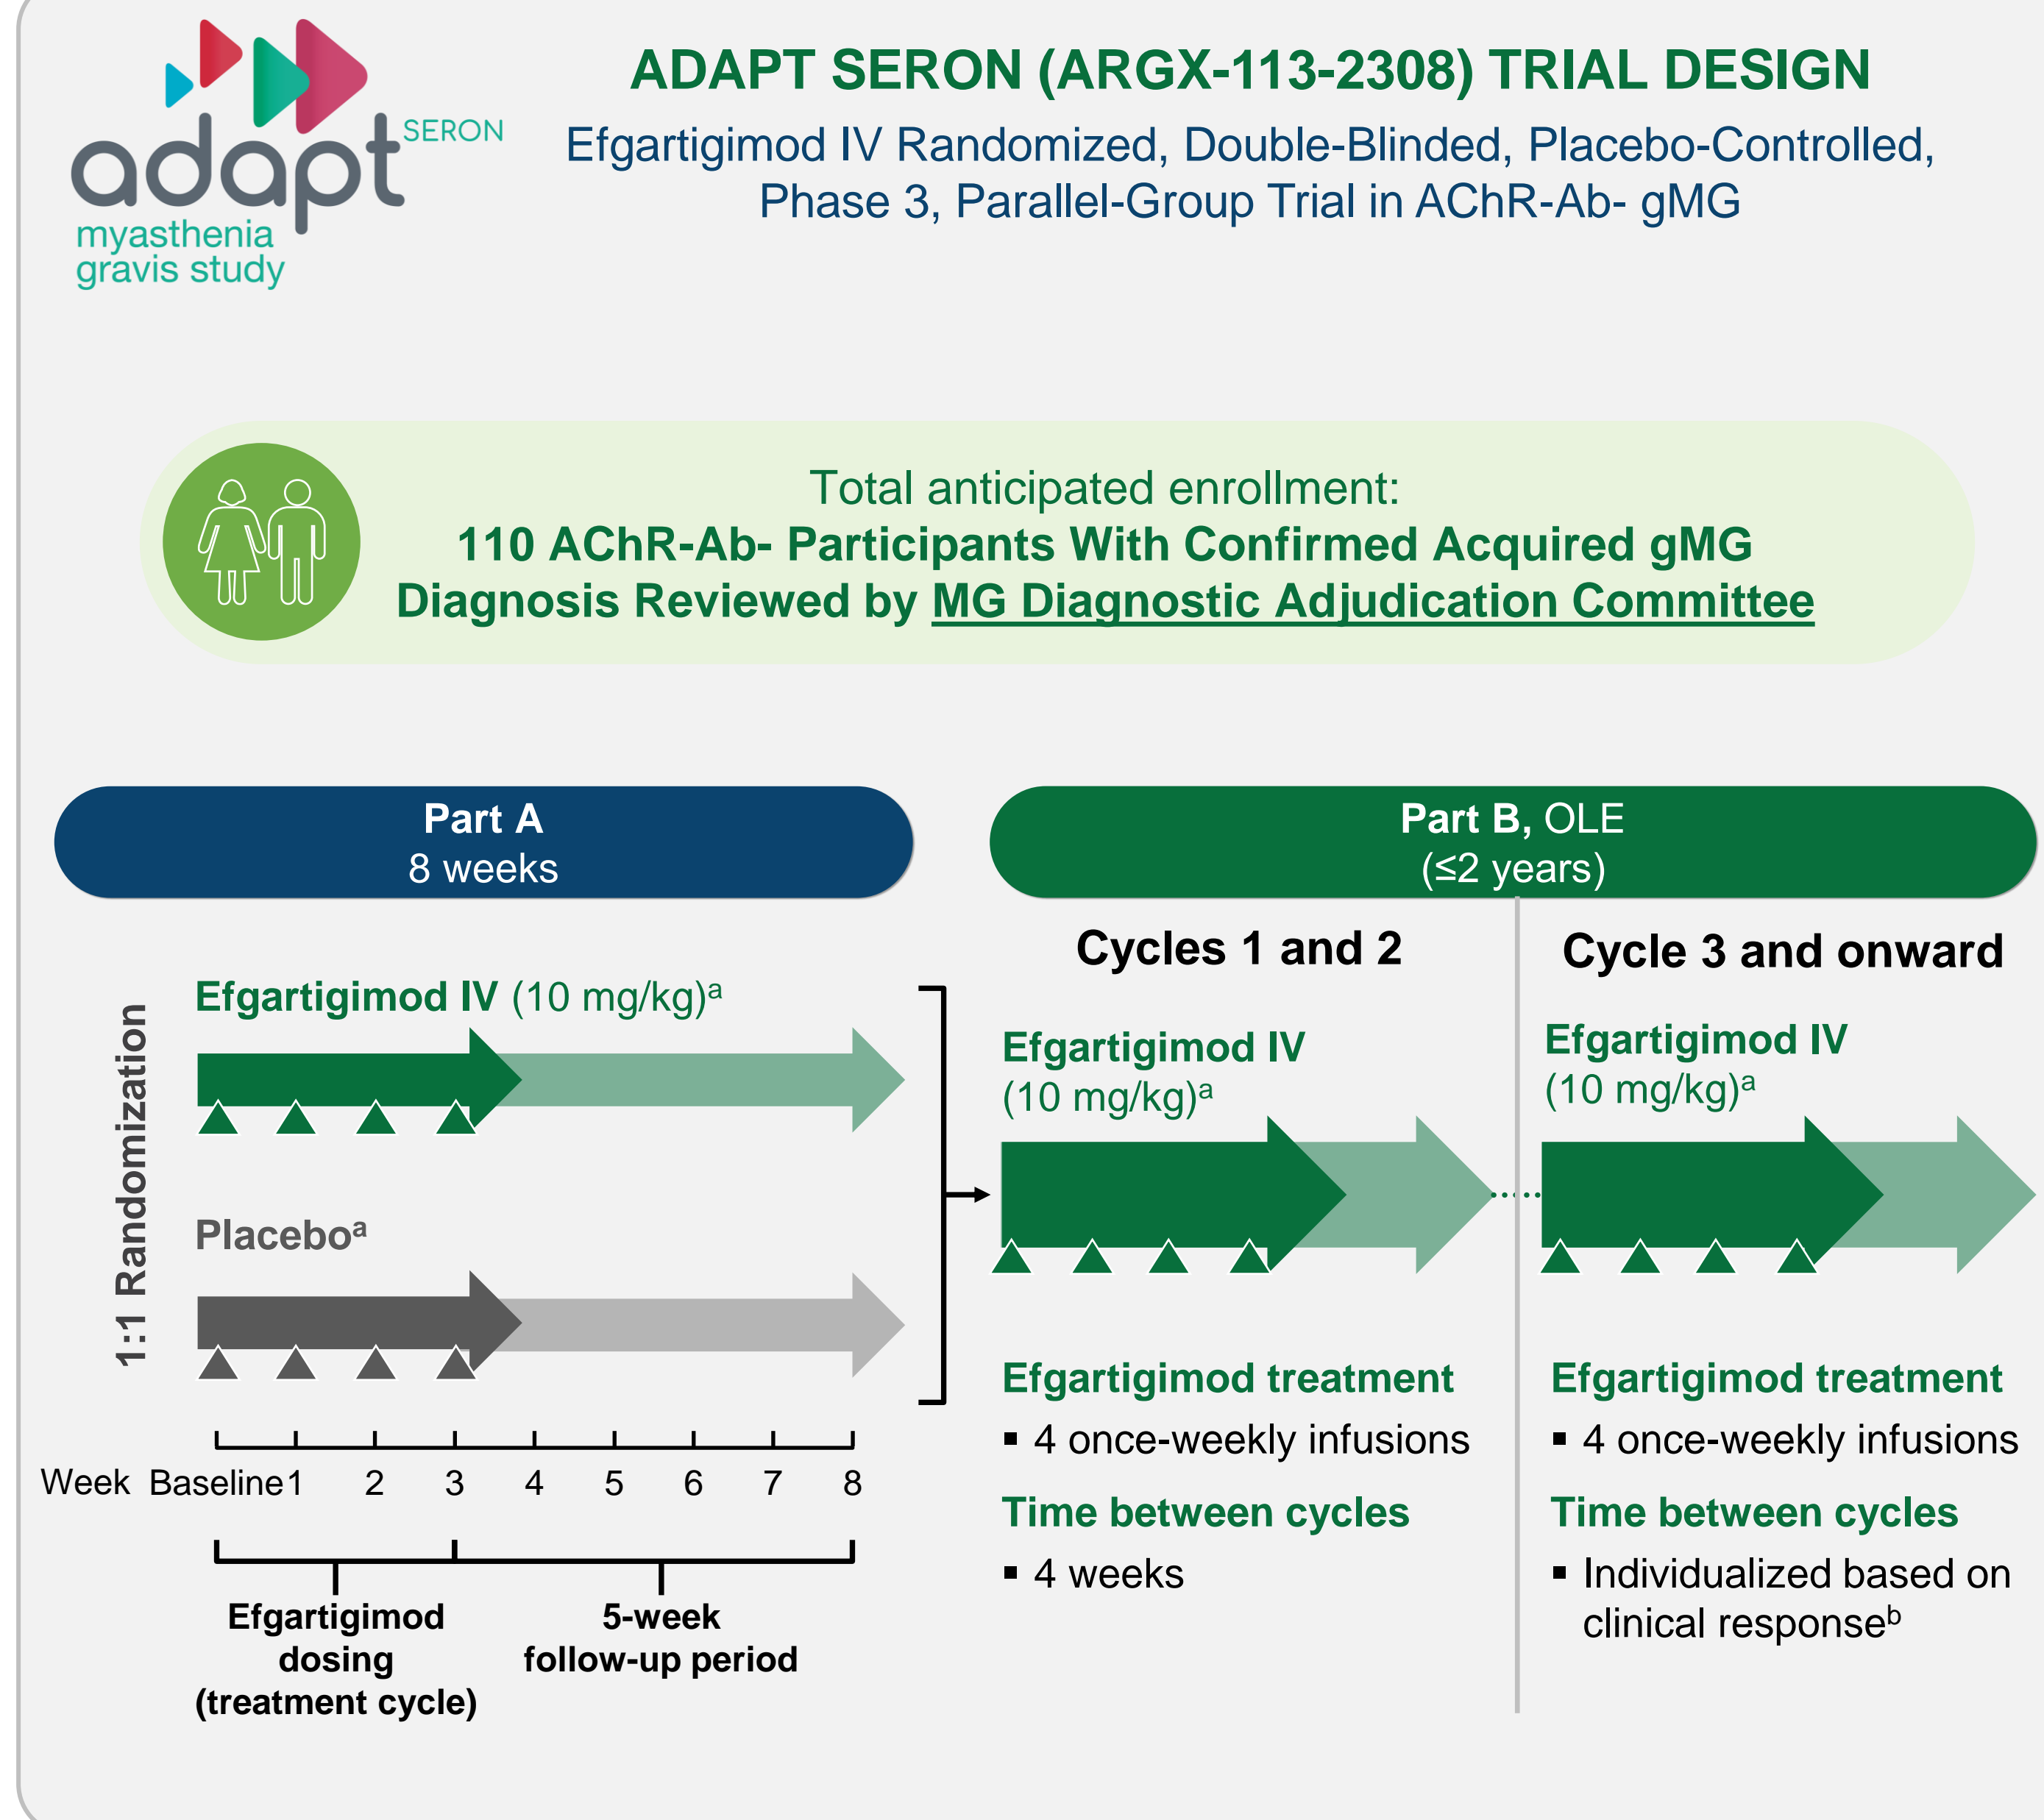 adapt SERON
myasthenia
gravis study
ADAPT SERON (ARGX-113-2308) TRIAL DESIGN
Efgartigimod IV Randomized, Double-Blinded, Placebo-Controlled,
Phase 3, Parallel-Group Trial in AChR-Ab- gMG
Total anticipated enrollment:
110 AChR-Ab- Participants With Confirmed Acquired gMG
Diagnosis Reviewed by MG Diagnostic Adjudication Committee
Part A
8 weeks
1:1 Randomization
Efgartigimod IV (10 mg/kg)ᵃ
Placeboᵃ
Week Baseline 1 2 3 4 5 6 7 8
Efgartigimod
dosing
(treatment cycle)
5-week
follow-up period
Part B, OLE
(≤2 years)
Cycles 1 and 2
Efgartigimod IV
(10 mg/kg)ᵃ
Efgartigimod treatment
▪ 4 once-weekly infusions
Time between cycles
▪ 4 weeks
Cycle 3 and onward
Efgartigimod IV
(10 mg/kg)ᵃ
Efgartigimod treatment
▪ 4 once-weekly infusions
Time between cycles
▪ Individualized based on
clinical responseᵇ